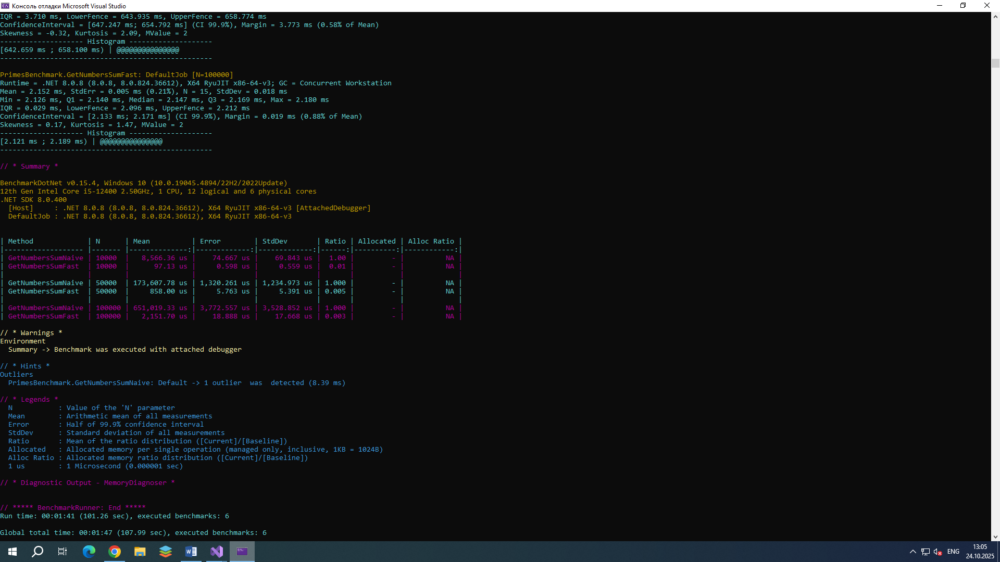 Консоль отладки Microsoft Visual Studio
IQR = 3.710 ms, LowerFence = 643.935 ms, UpperFence = 658.774 ms
ConfidenceInterval = [647.247 ms; 654.792 ms] (CI 99.9%), Margin = 3.773 ms (0.58% of Mean)
Skewness = -0.32, Kurtosis = 2.09, MValue = 2
-------------------- Histogram --------------------
[642.659 ms ; 658.100 ms) | @@@@@@@@@@@@@@@
---------------------------------------------------
PrimesBenchmark.GetNumbersSumFast: DefaultJob [N=100000]
Runtime = .NET 8.0.8 (8.0.8, 8.0.824.36612), X64 RyuJIT x86-64-v3; GC = Concurrent Workstation
Mean = 2.152 ms, StdErr = 0.005 ms (0.21%), N = 15, StdDev = 0.018 ms
Min = 2.126 ms, Q1 = 2.140 ms, Median = 2.147 ms, Q3 = 2.169 ms, Max = 2.180 ms
IQR = 0.029 ms, LowerFence = 2.096 ms, UpperFence = 2.212 ms
ConfidenceInterval = [2.133 ms; 2.171 ms] (CI 99.9%), Margin = 0.019 ms (0.88% of Mean)
Skewness = 0.17, Kurtosis = 1.47, MValue = 2
-------------------- Histogram --------------------
[2.121 ms ; 2.189 ms) | @@@@@@@@@@@@@@@
---------------------------------------------------
// * Summary *
BenchmarkDotNet v0.15.4, Windows 10 (10.0.19045.4894/22H2/2022Update)
12th Gen Intel Core i5-12400 2.50GHz, 1 CPU, 12 logical and 6 physical cores
.NET SDK 8.0.400
  [Host]     : .NET 8.0.8 (8.0.8, 8.0.824.36612), X64 RyuJIT x86-64-v3 [AttachedDebugger]
  DefaultJob : .NET 8.0.8 (8.0.8, 8.0.824.36612), X64 RyuJIT x86-64-v3
| Method            | N      | Mean          | Error        | StdDev       | Ratio | Allocated | Alloc Ratio |
|------------------ |------- |--------------:|-------------:|-------------:|------:|----------:|------------:|
| GetNumbersSumNaive | 10000  |   8,566.36 us |    74.667 us |    69.843 us |  1.00 |         - |          NA |
| GetNumbersSumFast  | 10000  |      97.13 us |     0.598 us |     0.559 us |  0.01 |         - |          NA |
|                    |        |               |              |              |       |           |             |
| GetNumbersSumNaive | 50000  | 173,607.78 us | 1,320.261 us | 1,234.973 us | 1.000 |         - |          NA |
| GetNumbersSumFast  | 50000  |     858.00 us |     5.763 us |     5.391 us | 0.005 |         - |          NA |
|                    |        |               |              |              |       |           |             |
| GetNumbersSumNaive | 100000 | 651,019.33 us | 3,772.557 us | 3,528.852 us | 1.000 |         - |          NA |
| GetNumbersSumFast  | 100000 |   2,151.70 us |    18.888 us |    17.668 us | 0.003 |         - |          NA |
// * Warnings *
Environment
  Summary -> Benchmark was executed with attached debugger
// * Hints *
Outliers
  PrimesBenchmark.GetNumbersSumNaive: Default -> 1 outlier  was  detected (8.39 ms)
// * Legends *
  N           : Value of the 'N' parameter
  Mean        : Arithmetic mean of all measurements
  Error       : Half of 99.9% confidence interval
  StdDev      : Standard deviation of all measurements
  Ratio       : Mean of the ratio distribution ([Current]/[Baseline])
  Allocated   : Allocated memory per single operation (managed only, inclusive, 1KB = 1024B)
  Alloc Ratio : Allocated memory ratio distribution ([Current]/[Baseline])
  1 us        : 1 Microsecond (0.000001 sec)
// * Diagnostic Output - MemoryDiagnoser *
// ***** BenchmarkRunner: End *****
Run time: 00:01:41 (101.26 sec), executed benchmarks: 6
Global total time: 00:01:47 (107.99 sec), executed benchmarks: 6
ENG
13:05
24.10.2025